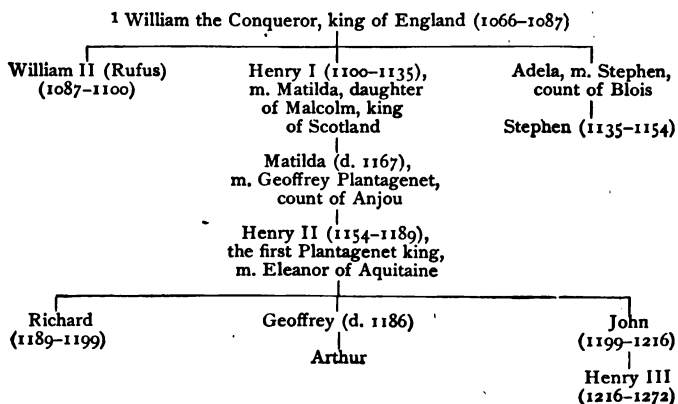 1 William the Conqueror, king of England (1066–1087)
William II (Rufus)
(1087–1100)
Henry I (1100–1135),
m. Matilda, daughter
of Malcolm, king
of Scotland
Adela, m. Stephen,
count of Blois
Stephen (1135–1154)
Matilda (d. 1167),
m. Geoffrey Plantagenet,
count of Anjou
Henry II (1154–1189),
the first Plantagenet king,
m. Eleanor of Aquitaine
Richard
(1189–1199)
Geoffrey (d. 1186)
Arthur
John
(1199–1216)
Henry III
(1216–1272)